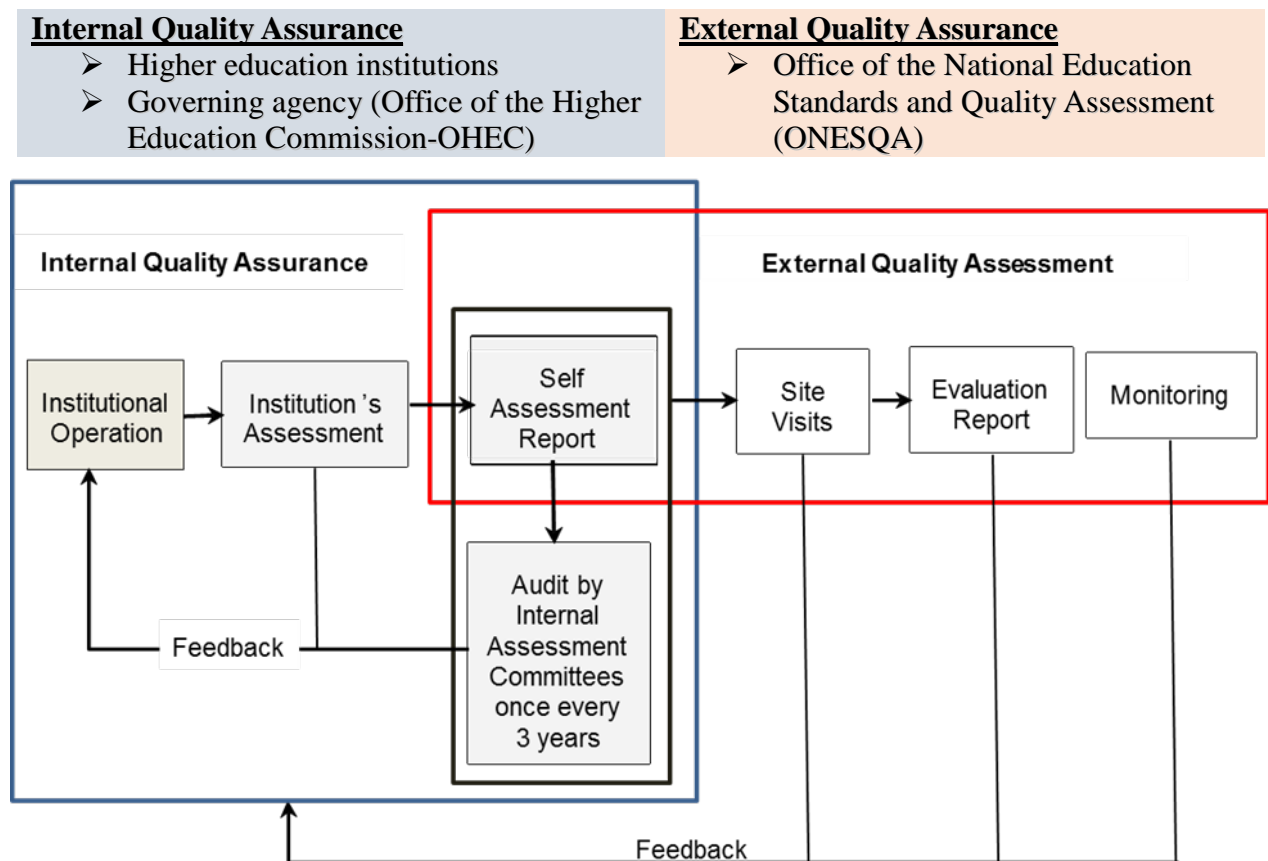 Internal Quality Assurance
➢ Higher education institutions
➢ Governing agency (Office of the Higher
Education Commission-OHEC)
External Quality Assurance
➢ Office of the National Education
Standards and Quality Assessment
(ONESQA)
Internal Quality Assurance
External Quality Assessment
Institutional
Operation
Institution 's
Assessment
Self
Assessment
Report
Site
Visits
Evaluation
Report
Monitoring
Audit by
Internal
Assessment
Committees
once every
3 years
Feedback
Feedback